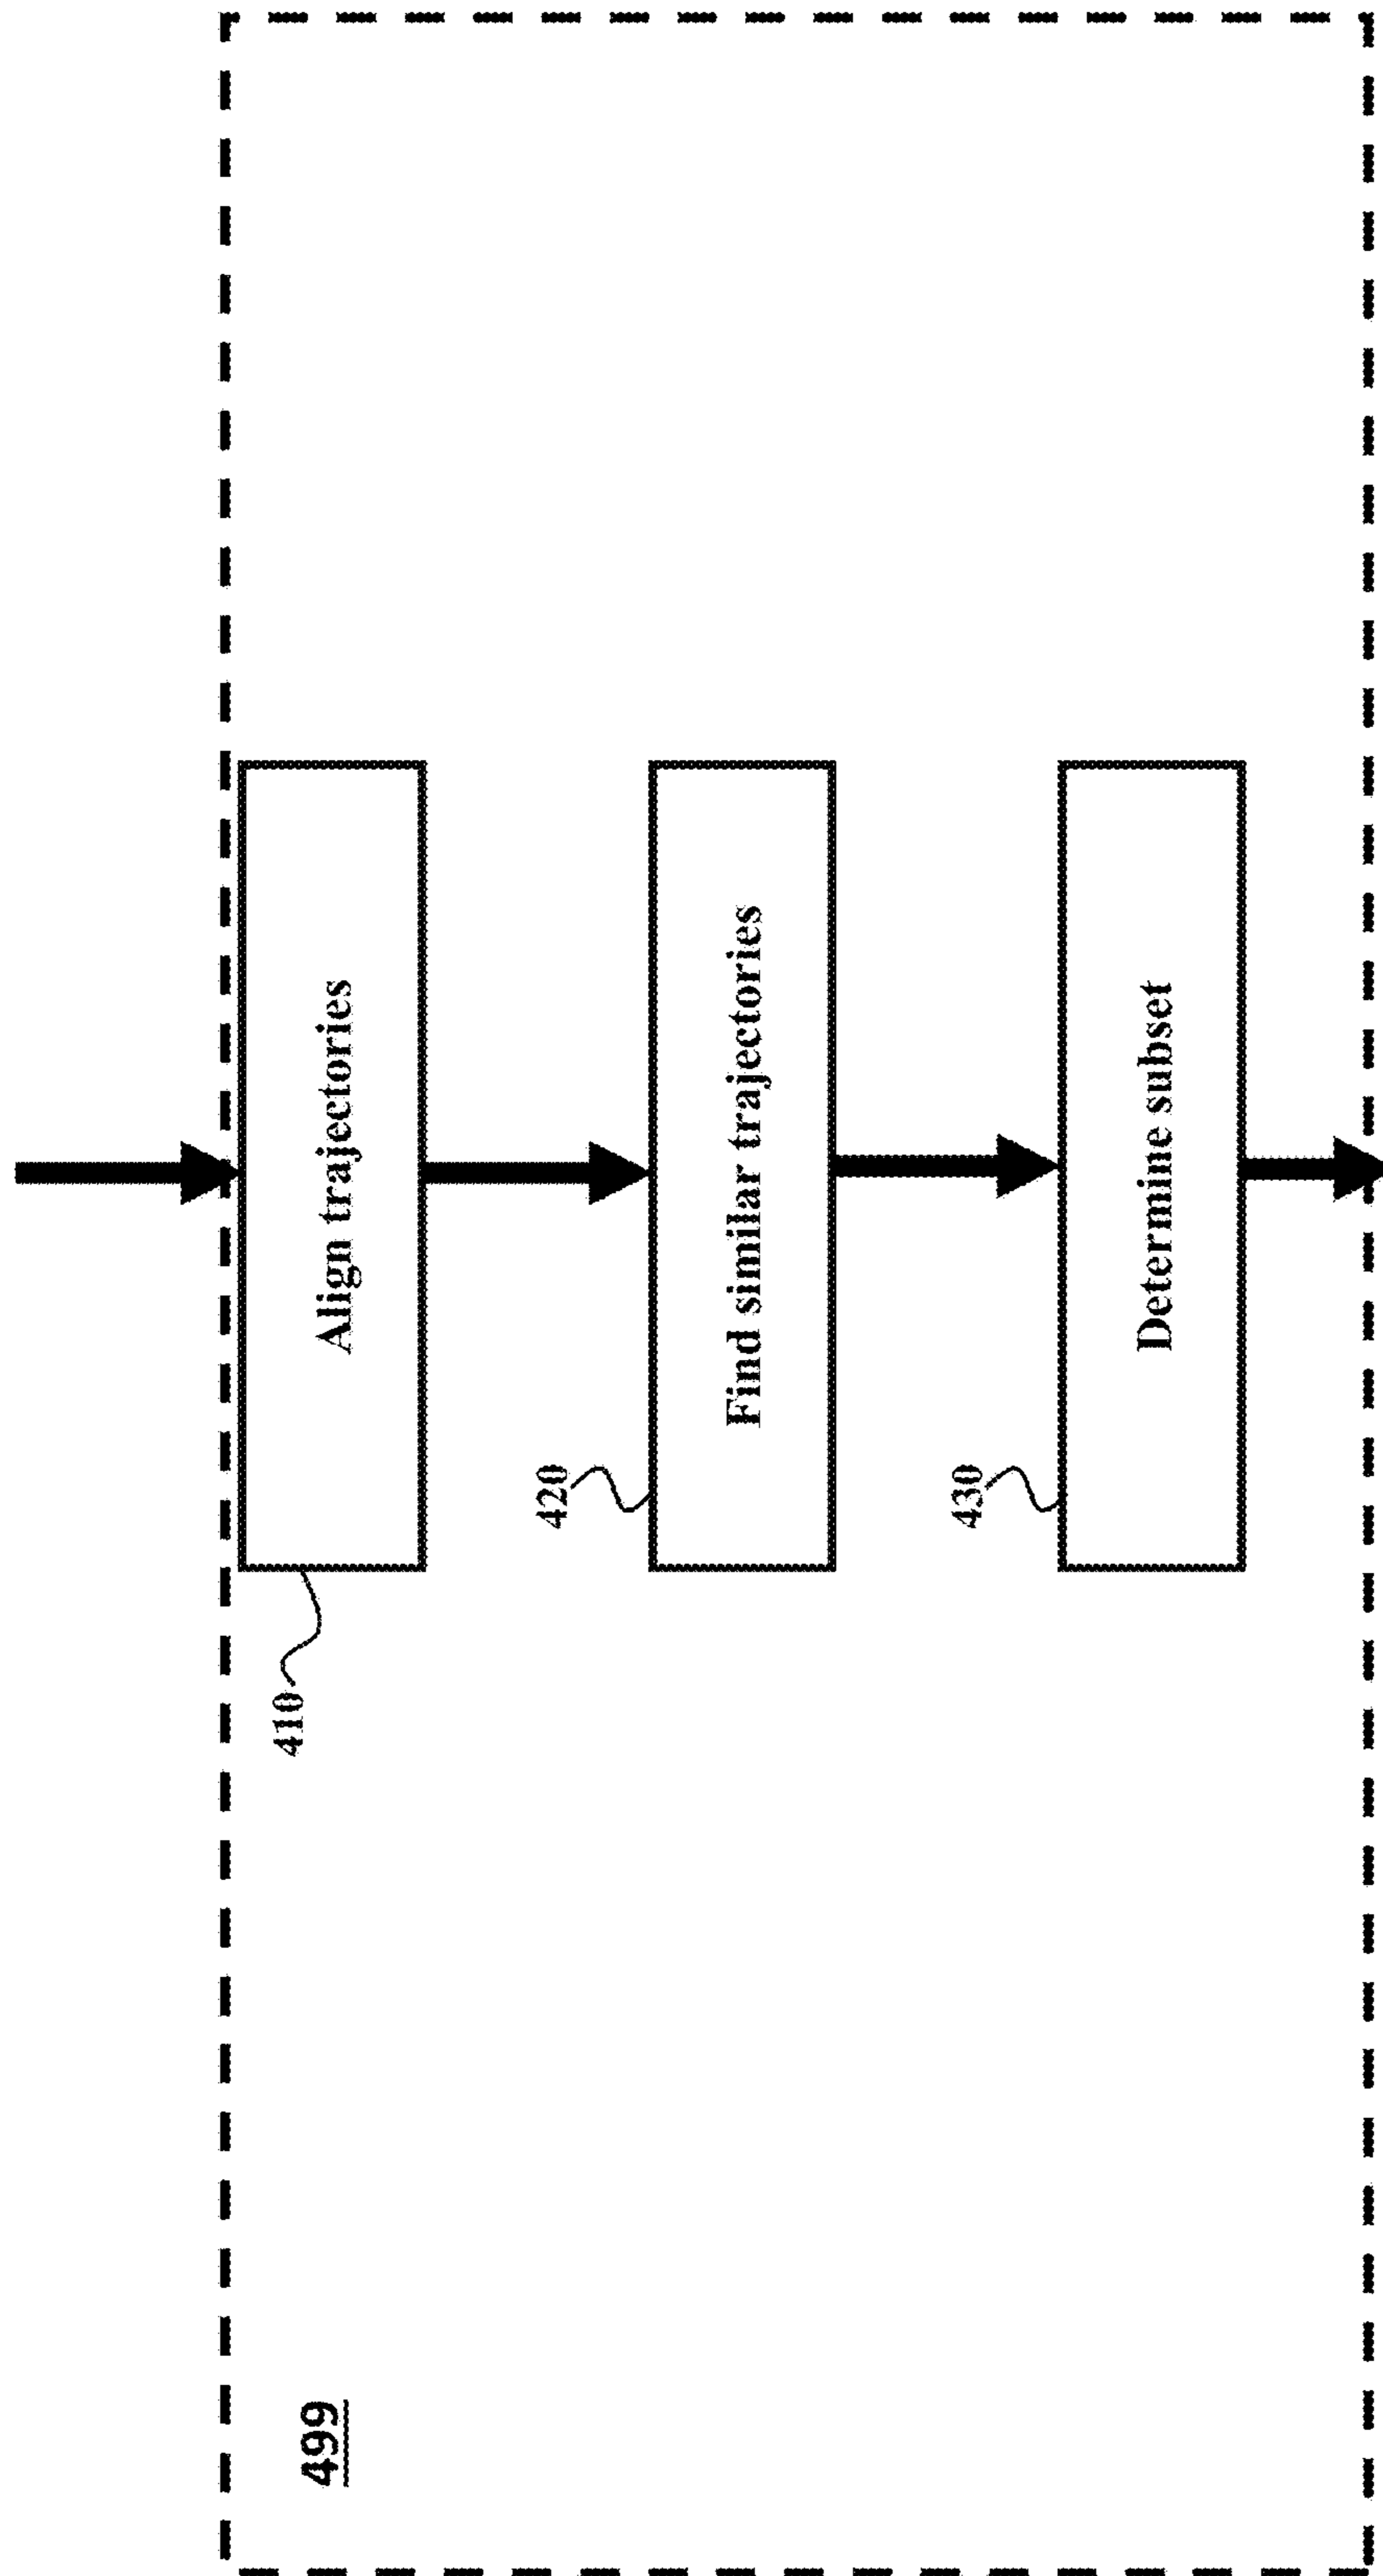 499
410
Align trajectories
420
Find similar trajectories
430
Determine subset